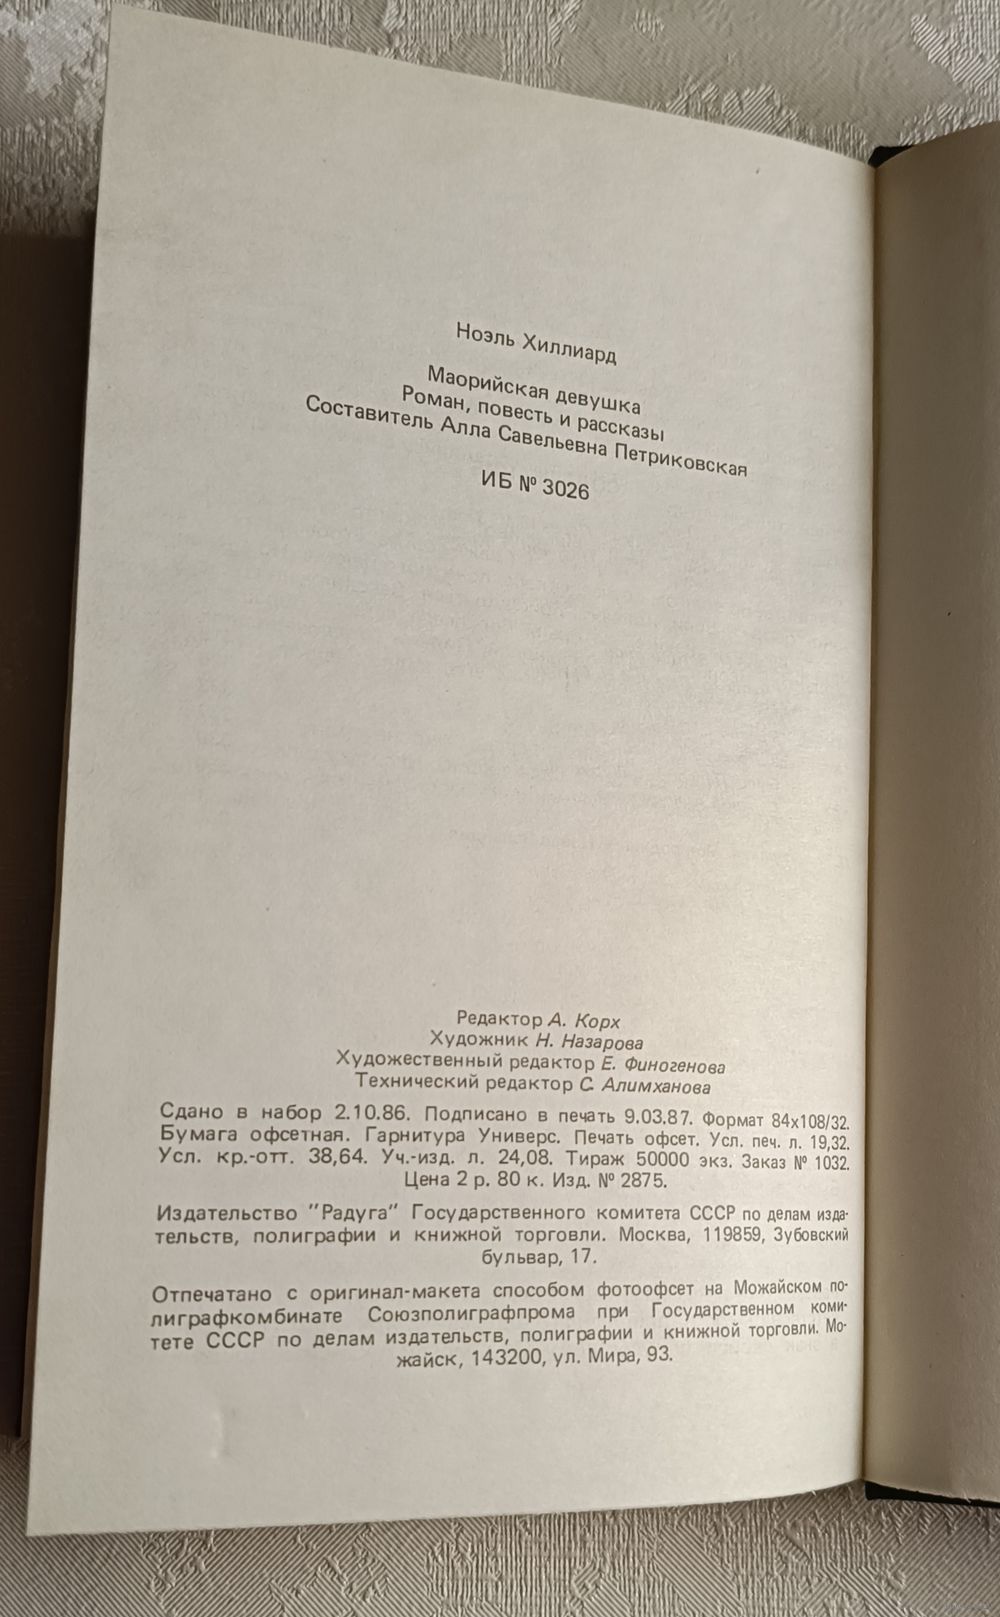 Ноэль Хиллиард
Маорийская девушка
Роман, повесть и рассказы
Составитель Алла Савельевна Петриковская
ИБ № 3026
Редактор А. Корх
Художник Н. Назарова
Художественный редактор Е. Финогенова
Технический редактор С. Алимханова
Сдано в набор 2.10.86. Подписано в печать 9.03.87. Формат 84х108/32.
Бумага офсетная. Гарнитура Универс. Печать офсет. Усл. печ. л. 19,32.
Усл. кр.-отт. 38,64. Уч.-изд. л. 24,08. Тираж 50000 экз. Заказ № 1032.
Цена 2 р. 80 к. Изд. № 2875.
Издательство "Радуга" Государственного комитета СССР по делам изда-
тельств, полиграфии и книжной торговли. Москва, 119859, Зубовский
бульвар, 17.
Отпечатано с оригинал-макета способом фотоофсет на Можайском по-
лиграфкомбинате Союзполиграфпрома при Государственном коми-
тете СССР по делам издательств, полиграфии и книжной торговли. Мо-
жайск, 143200, ул. Мира, 93.